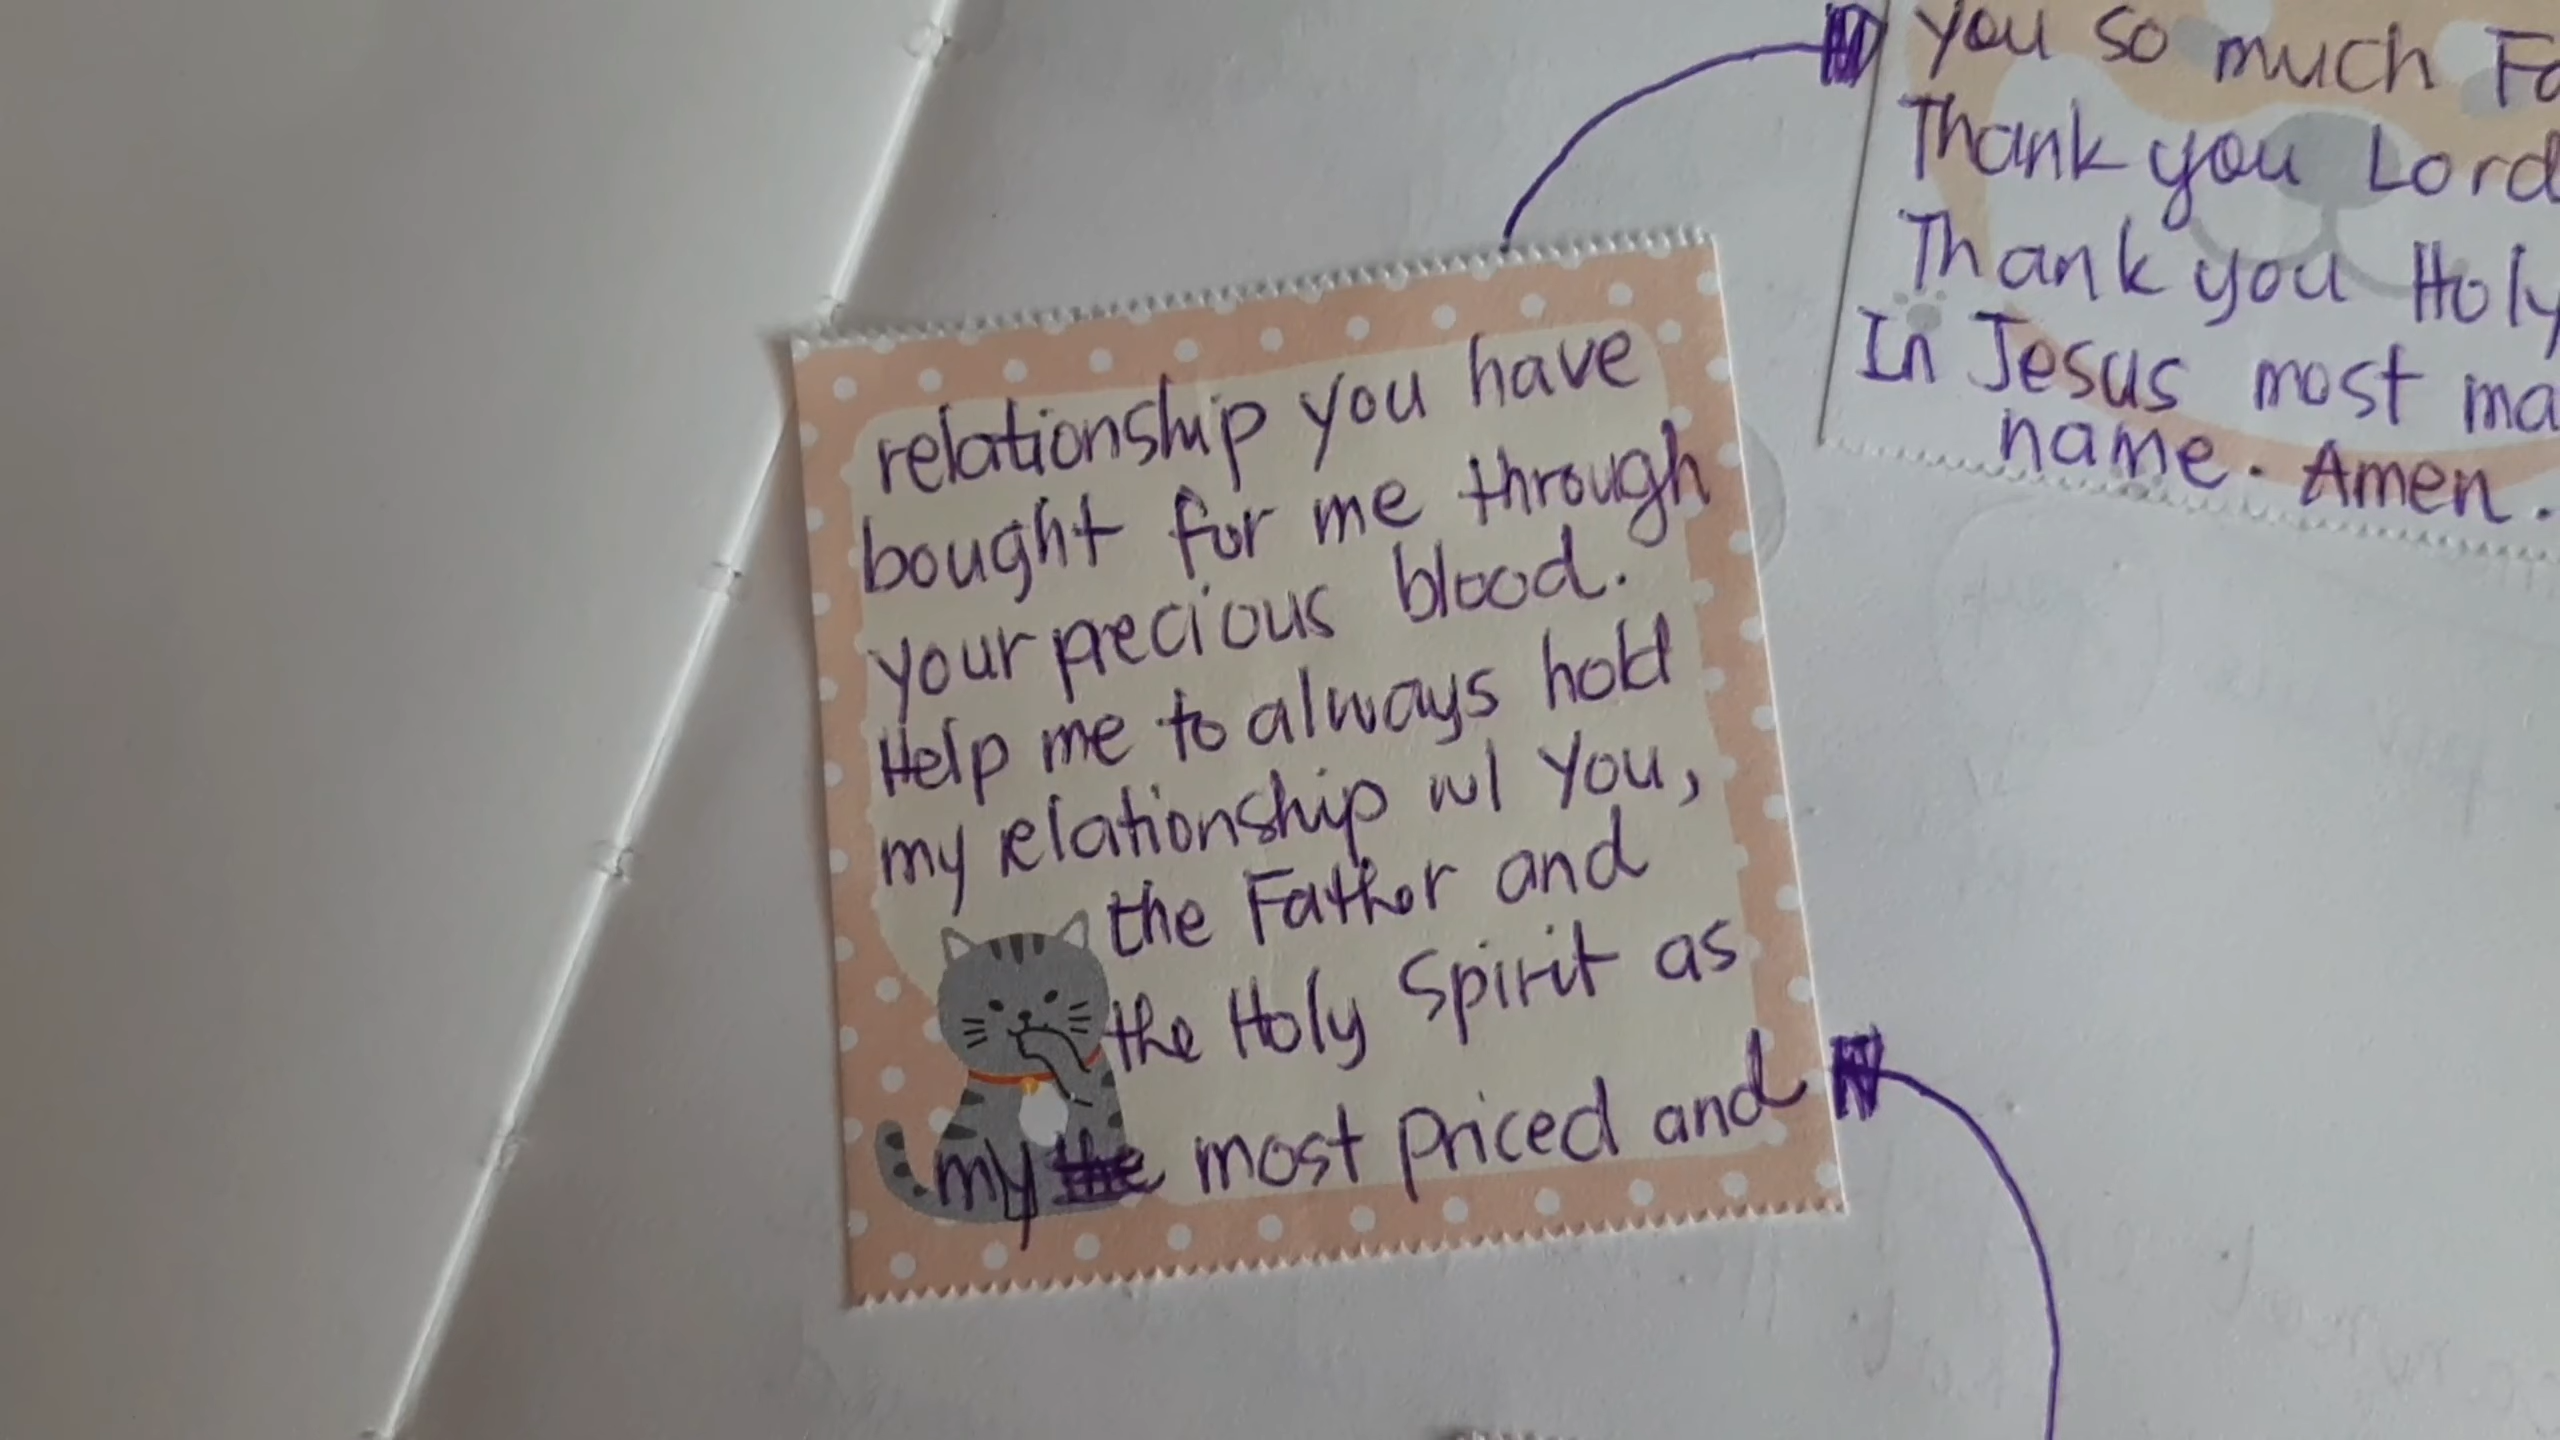 relationship you have
bought for me through
your precious blood.
Help me to always hold
my relationship w/ You,
the Father and
the Holy Spirit as
my the most priced and
you so much Fa
Thank you Lord
Thank you Holy
In Jesus most ma
name. Amen.